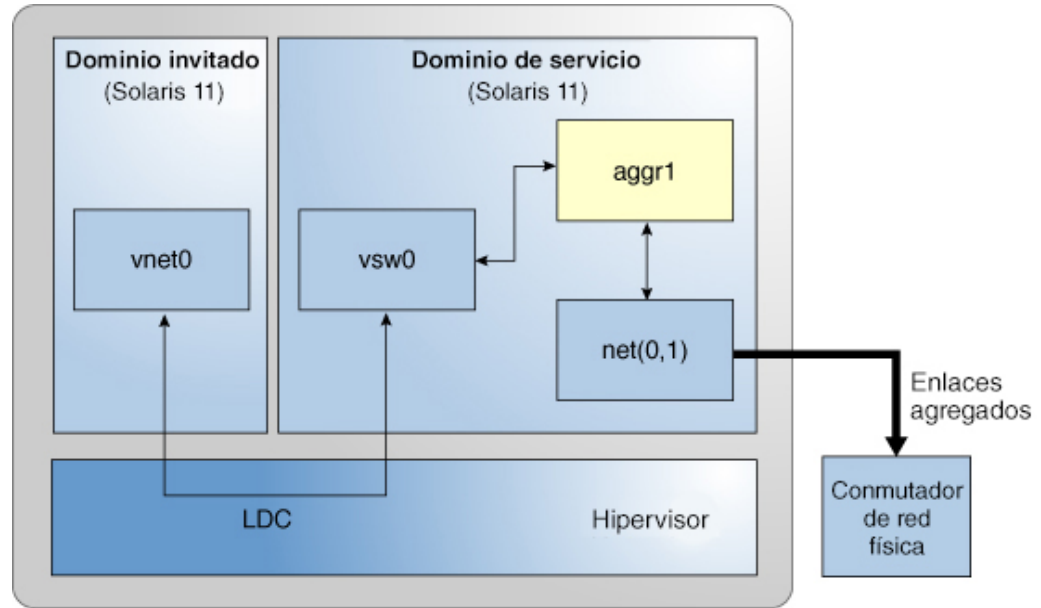 Dominio invitado
(Solaris 11)
Dominio de servicio
(Solaris 11)
aggr1
vnet0
vsw0
net(0,1)
Enlaces
agregados
LDC
Hipervisor
Conmutador
de red
física